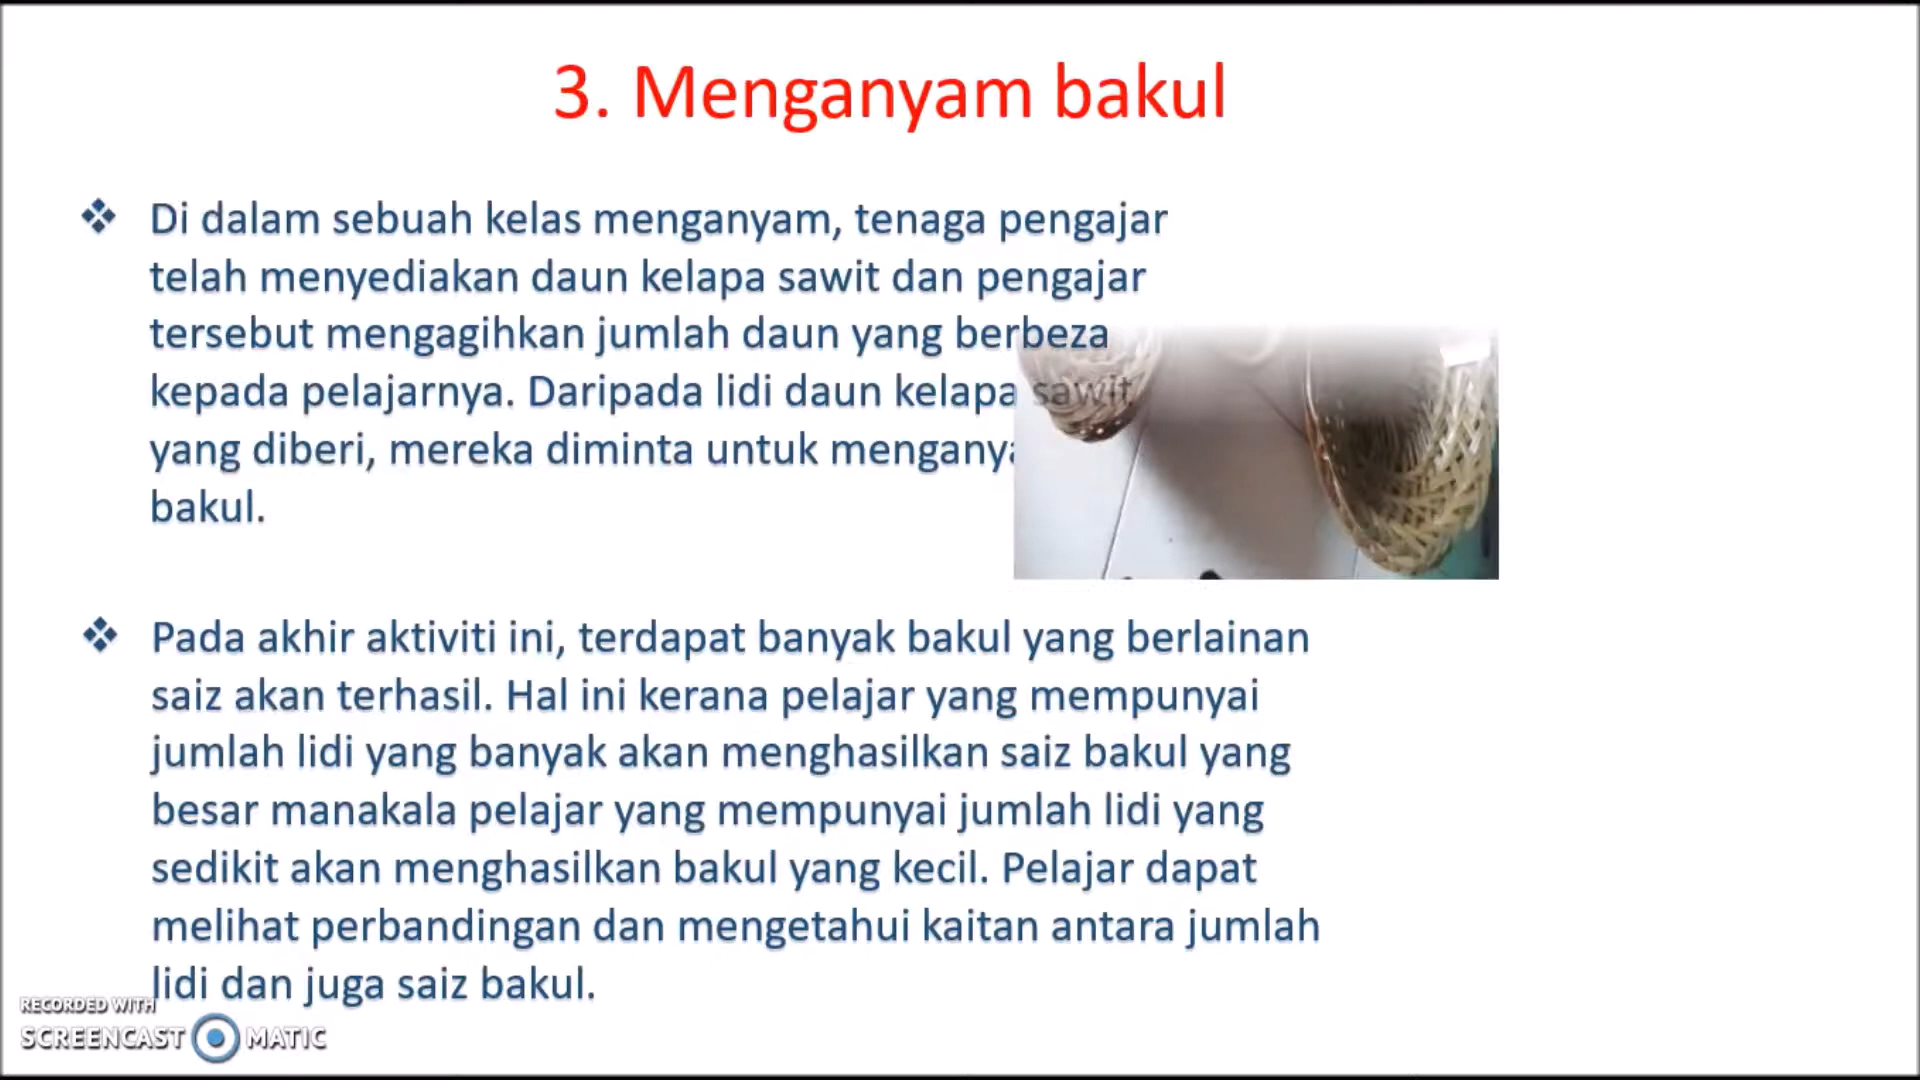 3. Menganyam bakul
Di dalam sebuah kelas menganyam, tenaga pengajar
telah menyediakan daun kelapa sawit dan pengajar
tersebut mengagihkan jumlah daun yang berbeza
kepada pelajarnya. Daripada lidi daun kelapa sawit
yang diberi, mereka diminta untuk
bakul.
Pada akhir aktiviti ini, terdapat banyak bakul yang berlainan
saiz akan terhasil. Hal ini kerana pelajar yang mempunyai
jumlah lidi yang banyak akan menghasilkan saiz bakul yang
besar manakala pelajar yang mempunyai jumlah lidi yang
sedikit akan menghasilkan bakul yang kecil. Pelajar dapat
melihat perbandingan dan mengetahui kaitan antara jumlah
lidi dan juga saiz bakul.
RECORDED WITH
SCREENCAST MATIC